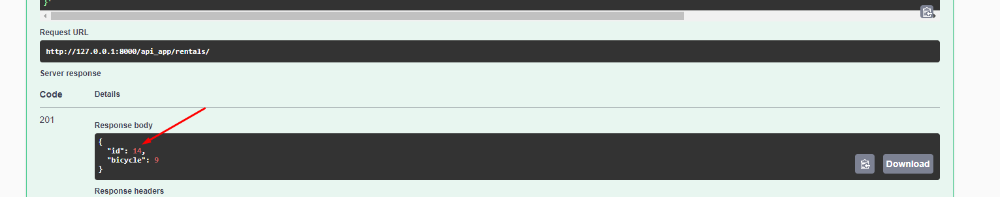 }'
Request URL
http://127.0.0.1:8000/api_app/rentals/
Server response
Code Details
201
Response body
{
"id": 14,
"bicycle": 9
}
Download
Response headers